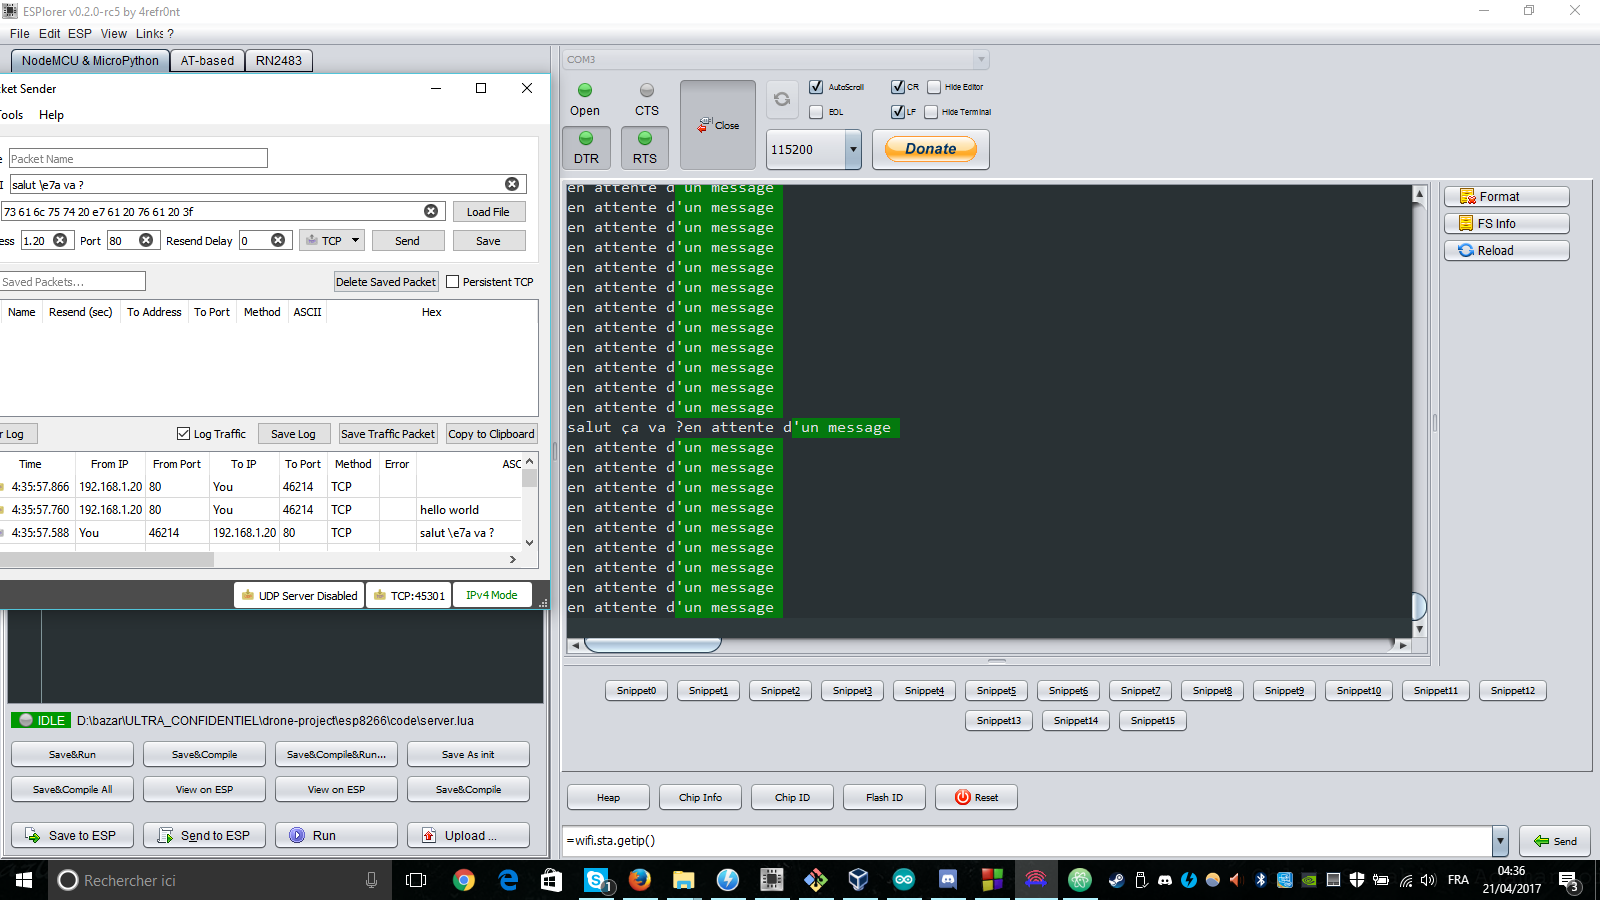 ESPlorer v0.2.0-rc5 by 4refr0nt
File Edit ESP View Links ?
NodeMCU & MicroPython AT-based RN2483
ket Sender
ools Help
Packet Name
salut \e7a va ?
73 61 6c 75 74 20 e7 61 20 76 61 20 3f Load File
ess 1.20 Port 80 Resend Delay 0 TCP Send Save
Saved Packets... Delete Saved Packet Persistent TCP
Name Resend (sec) To Address To Port Method ASCII Hex
r Log Log Traffic Save Log Save Traffic Packet Copy to Clipboard
Time From IP From Port To IP To Port Method Error ASC
4:35:57.866 192.168.1.20 80 You 46214 TCP
4:35:57.760 192.168.1.20 80 You 46214 TCP hello world
4:35:57.588 You 46214 192.168.1.20 80 TCP salut \e7a va ?
UDP Server Disabled TCP:45301 IPv4 Mode
IDLE D:\bazar\ULTRA_CONFIDENTIEL\drone-project\esp8266\code\server.lua
Save&Run Save&Compile Save&Compile&Run... Save As init
Save&Compile All View on ESP View on ESP Save&Compile
Save to ESP Send to ESP Run Upload ...
COM3
Open CTS Close AutoScroll CR Hide Editor
EOL LF Hide Terminal
DTR RTS 115200 Donate
en attente d'un message
en attente d'un message
en attente d'un message
en attente d'un message
en attente d'un message
en attente d'un message
en attente d'un message
en attente d'un message
en attente d'un message
en attente d'un message
en attente d'un message
en attente d'un message
salut ça va ?en attente d'un message
en attente d'un message
en attente d'un message
en attente d'un message
en attente d'un message
en attente d'un message
en attente d'un message
en attente d'un message
en attente d'un message
en attente d'un message
Format
FS Info
Reload
Snippet0 Snippet1 Snippet2 Snippet3 Snippet4 Snippet5 Snippet6 Snippet7 Snippet8 Snippet9 Snippet10 Snippet11 Snippet12
Snippet13 Snippet14 Snippet15
Heap Chip Info Chip ID Flash ID Reset
=wifi.sta.getip() Send
Rechercher ici 1 FRA 04:36
21/04/2017 3